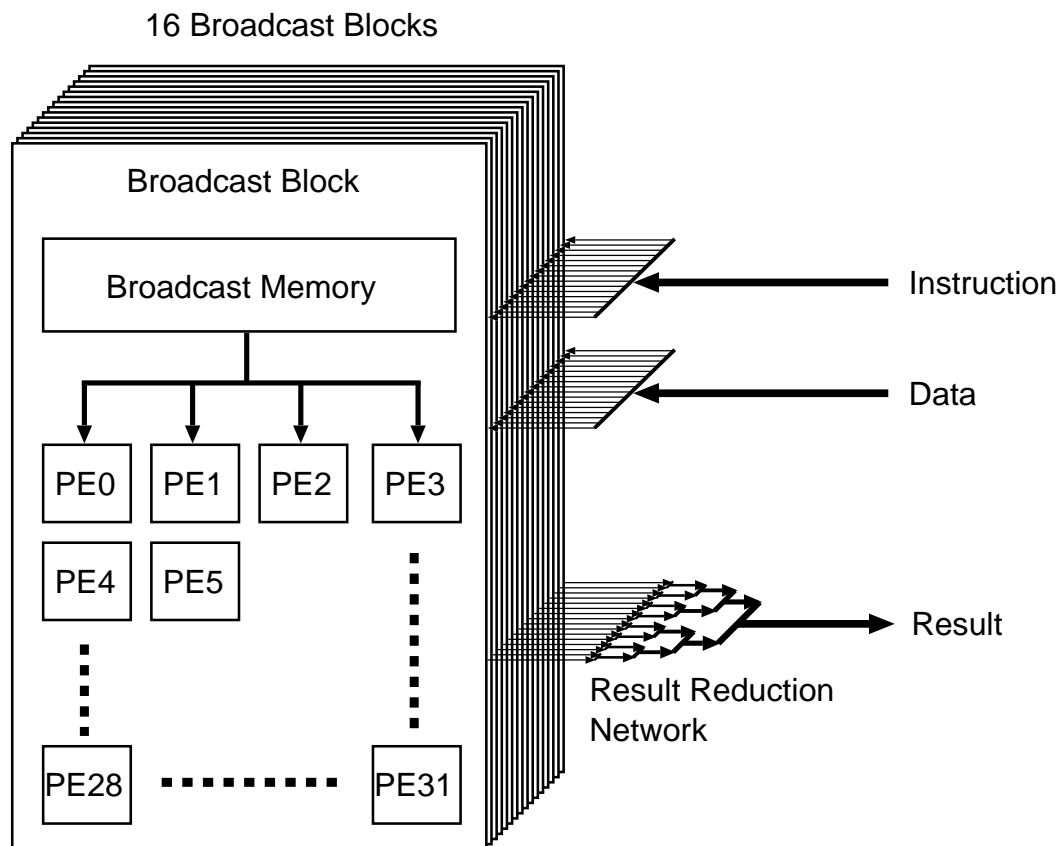 16 Broadcast Blocks
Broadcast Block
Broadcast Memory
Instruction
Data
PE0 PE1 PE2 PE3
PE4 PE5
Result
Result Reduction
Network
PE28 PE31